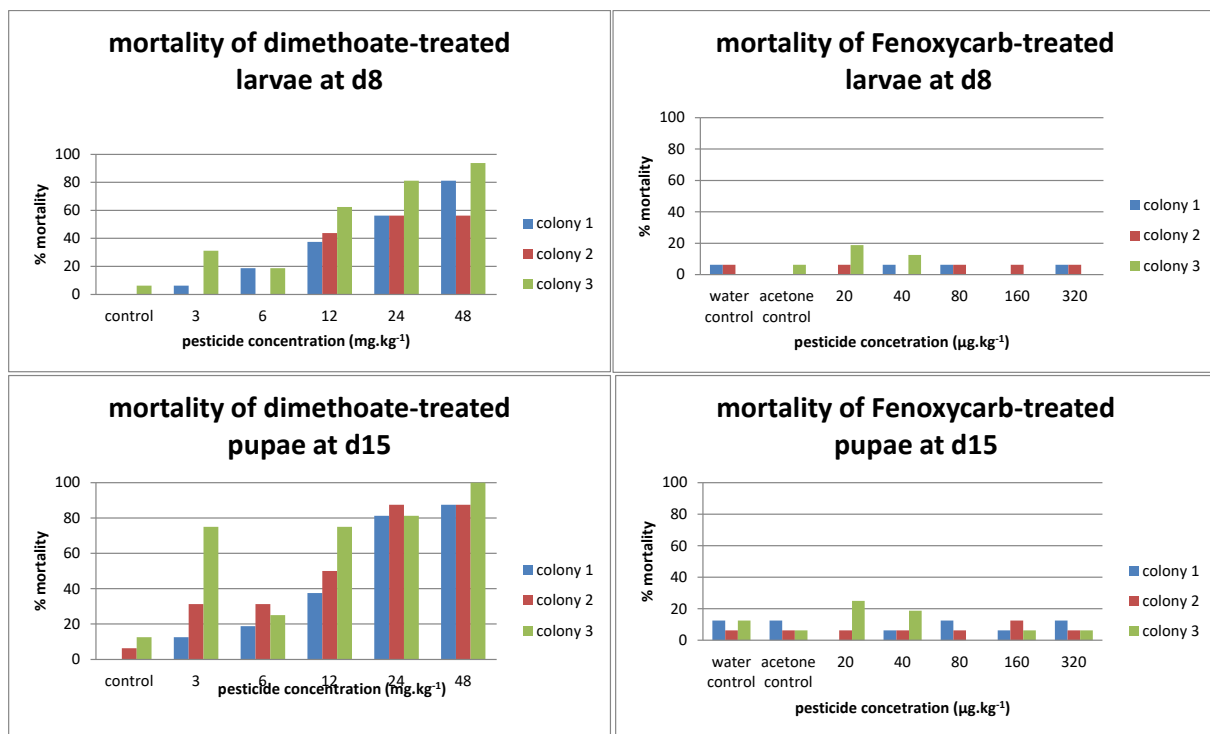 mortality of dimethoate-treated
larvae at d8
% mortality
100
80
60
40
20
0
control 3 6 12 24 48
pesticide concentration (mg.kg⁻¹)
colony 1
colony 2
colony 3
mortality of Fenoxycarb-treated
larvae at d8
% mortality
100
80
60
40
20
0
water acetone 20 40 80 160 320
control control
pesticide concetration (µg.kg⁻¹)
colony 1
colony 2
colony 3
mortality of dimethoate-treated
pupae at d15
% mortality
100
80
60
40
20
0
control 3 6 12 24 48
pesticide concentration (mg.kg⁻¹)
colony 1
colony 2
colony 3
mortality of Fenoxycarb-treated
pupae at d15
% mortality
100
80
60
40
20
0
water acetone 20 40 80 160 320
control control
pesticide concetration (µg.kg⁻¹)
colony 1
colony 2
colony 3